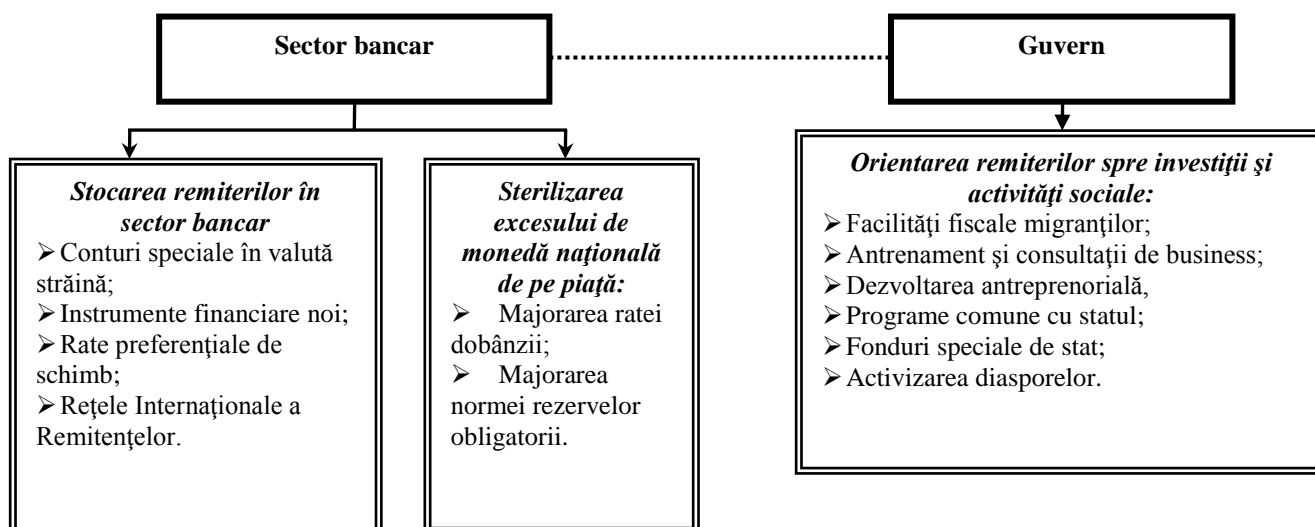 Sector bancar
Guvern
Stocarea remiterilor în
sector bancar
➢ Conturi speciale în valută
străină;
➢ Instrumente financiare noi;
➢ Rate preferenţiale de
schimb;
➢ Reţele Internaţionale a
Remitenţelor.
Sterilizarea
excesului de
monedă naţională
de pe piaţă:
➢ Majorarea ratei
dobânzii;
➢ Majorarea
normei rezervelor
obligatorii.
Orientarea remiterilor spre investiţii şi
activităţi sociale:
➢ Facilităţi fiscale migranţilor;
➢ Antrenament şi consultaţii de business;
➢ Dezvoltarea antreprenorială,
➢ Programe comune cu statul;
➢ Fonduri speciale de stat;
➢ Activizarea diasporelor.